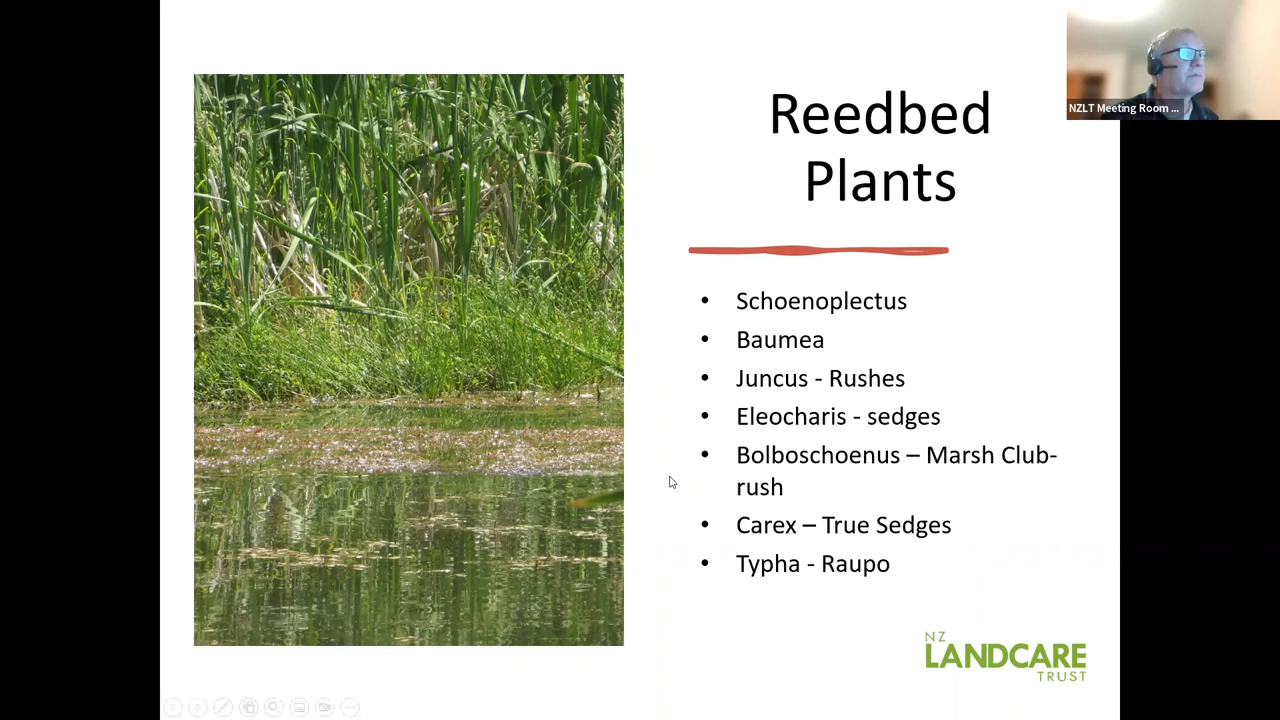 NZLT Meeting Room ...
Reedbed
Plants
• Schoenoplectus
• Baumea
• Juncus - Rushes
• Eleocharis - sedges
• Bolboschoenus – Marsh Club-
rush
• Carex – True Sedges
• Typha - Raupo
NZ
LANDCARE
TRUST